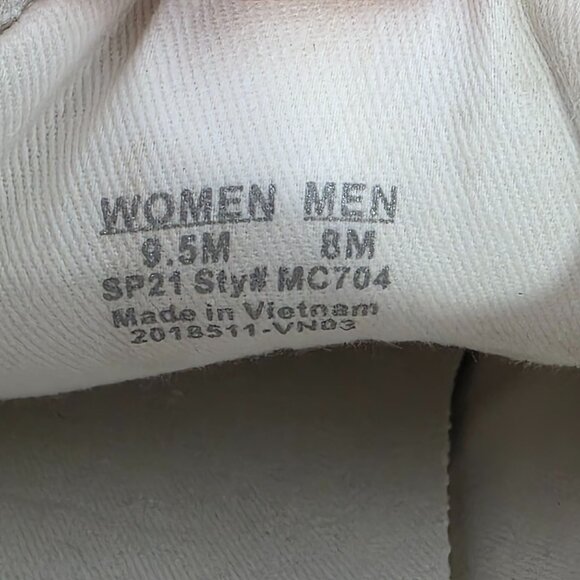 WOMEN MEN
9.5M 8M
SP21 Sty# MC704
Made in Vietnam
2018511-VN03